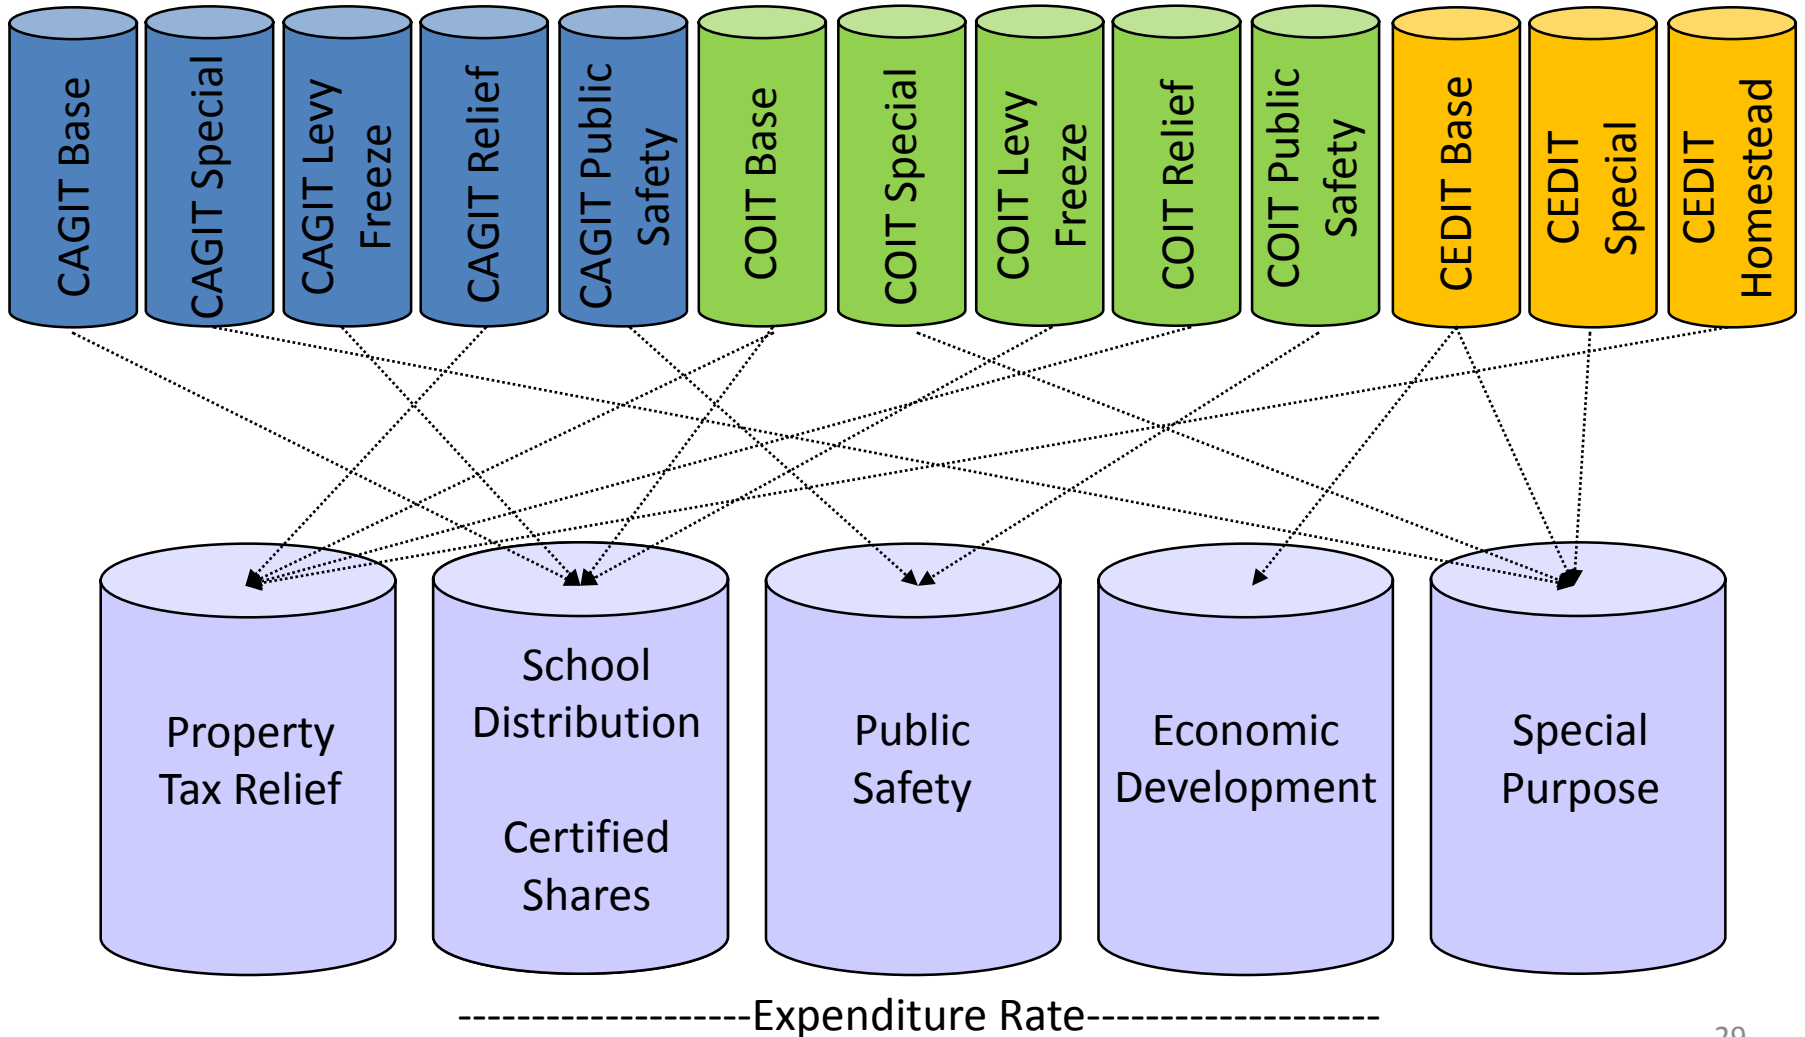 CAGIT Base
CAGIT Special
CAGIT Levy
Freeze
CAGIT Relief
CAGIT Public
Safety
COIT Base
COIT Special
COIT Levy
Freeze
COIT Relief
COIT Public
Safety
CEDIT Base
CEDIT
Special
CEDIT
Homestead
Property
Tax Relief
School
Distribution
Certified
Shares
Public
Safety
Economic
Development
Special
Purpose
--------------------Expenditure Rate--------------------
29